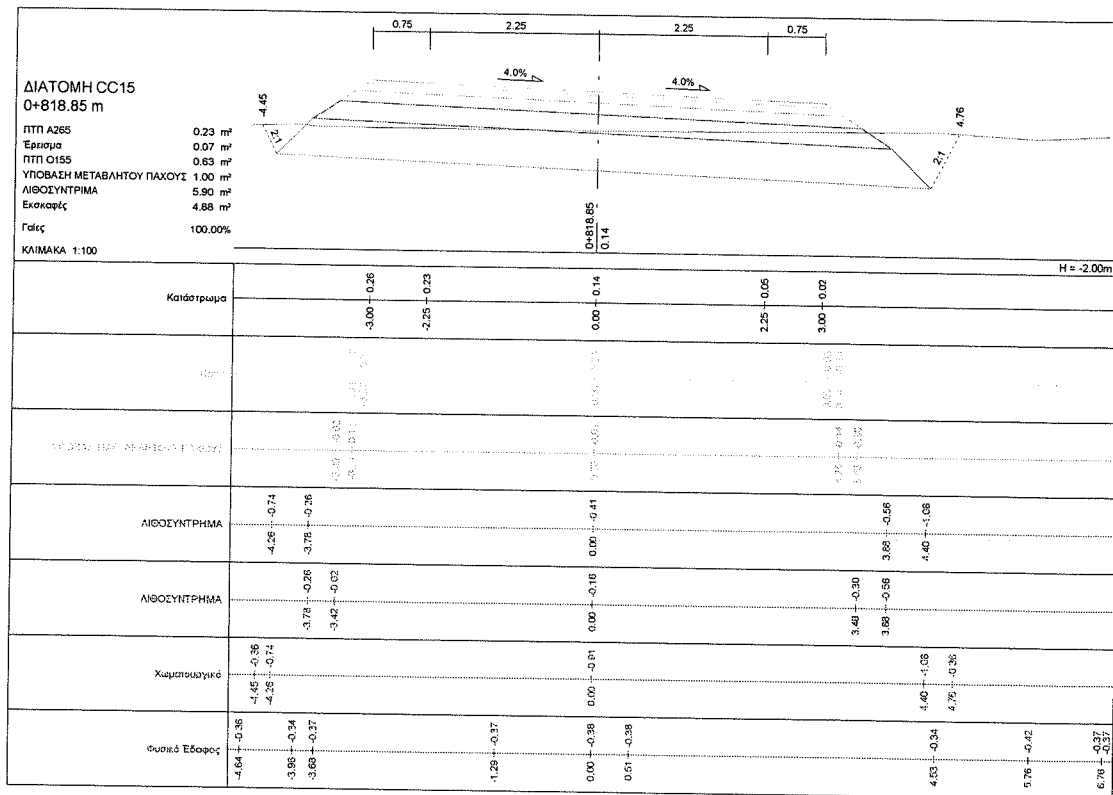 0.75 2.25 2.25 0.75
4.0% 4.0%
ΔΙΑΤΟΜΗ CC15
0+818.85 m
-4.45
4.76
2:1
2:1
ΠΤΠ Α265 0.23 m²
Έρεισμα 0.07 m²
ΠΤΠ Ο155 0.63 m²
ΥΠΟΒΑΣΗ ΜΕΤΑΒΛΗΤΟΥ ΠΑΧΟΥΣ 1.00 m²
ΛΙΘΟΣΥΝΤΡΙΜΑ 5.90 m²
Εκσκαφές 4.88 m²
Γαίες 100.00%
ΚΛΙΜΑΚΑ 1:100
0+818.85
0.14
H = -2.00m
Κατάστρωμα
-3.00 0.26
-2.25 0.23
0.00 0.14
2.25 0.05
3.00 0.02
ΛΙΘΟΣΥΝΤΡΗΜΑ
-4.26 -0.74
-3.78 -0.26
0.00 -0.41
3.88 -0.56
4.40 -1.08
ΛΙΘΟΣΥΝΤΡΗΜΑ
-3.78 -0.26
-3.42 -0.02
0.00 -0.16
3.48 -0.30
-0.56
Χωματουργικό
-4.45 -0.36
-4.26 -0.74
0.00 -0.91
4.40 -1.08
4.76 -0.36
Φυσικό Έδαφος
-4.64 -0.36
-3.96 -0.34
-3.68 -0.37
-1.29 -0.37
0.00 -0.38
0.51 -0.38
4.53 -0.34
5.76 -0.42
6.76 -0.37
-0.37